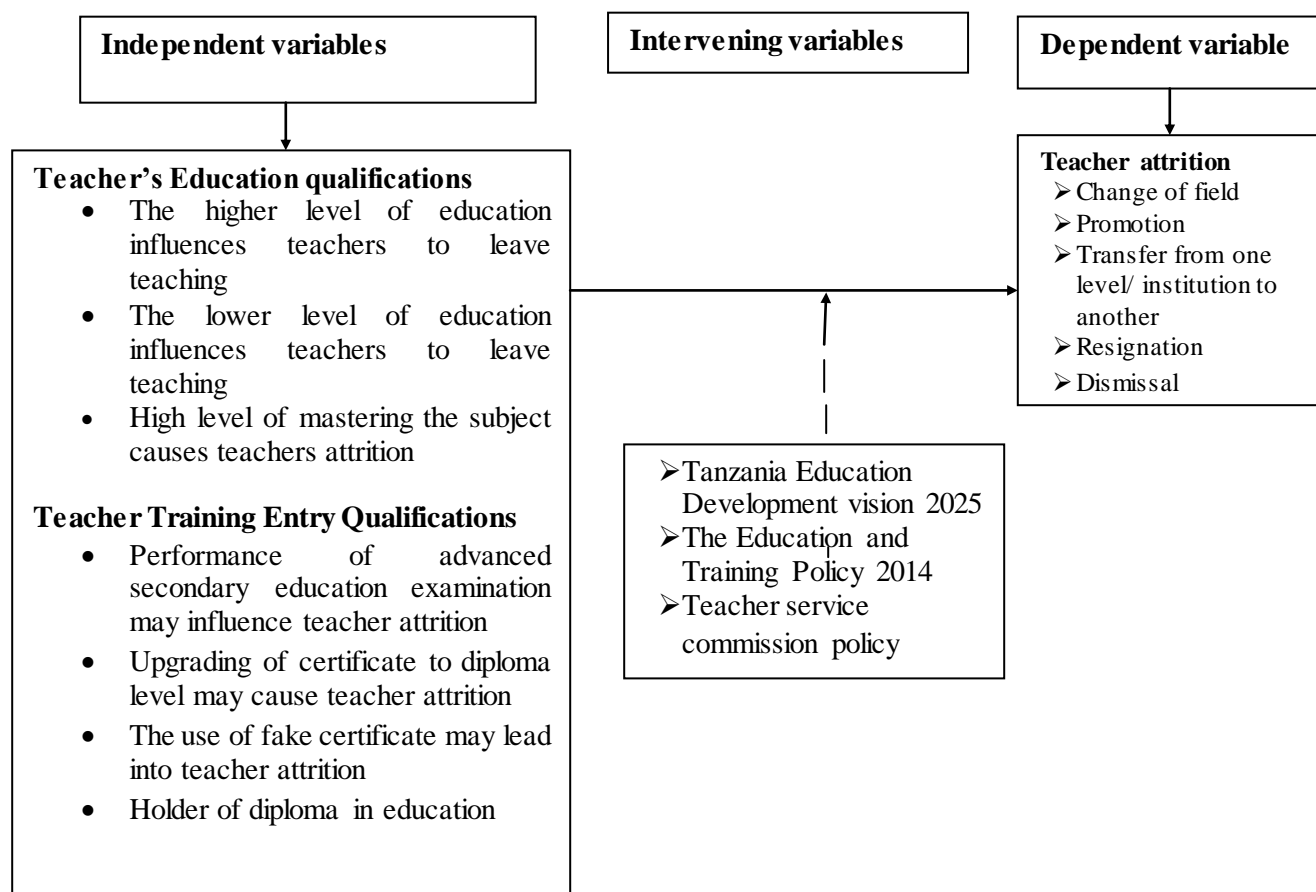 Independent variables
Intervening variables
Dependent variable
Teacher's Education qualifications
• The higher level of education
influences teachers to leave
teaching
• The lower level of education
influences teachers to leave
teaching
• High level of mastering the subject
causes teachers attrition
Teacher Training Entry Qualifications
• Performance of advanced
secondary education examination
may influence teacher attrition
• Upgrading of certificate to diploma
level may cause teacher attrition
• The use of fake certificate may lead
into teacher attrition
• Holder of diploma in education
➢Tanzania Education
Development vision 2025
➢The Education and
Training Policy 2014
➢Teacher service
commission policy
Teacher attrition
➢Change of field
➢Promotion
➢Transfer from one
level/ institution to
another
➢Resignation
➢Dismissal